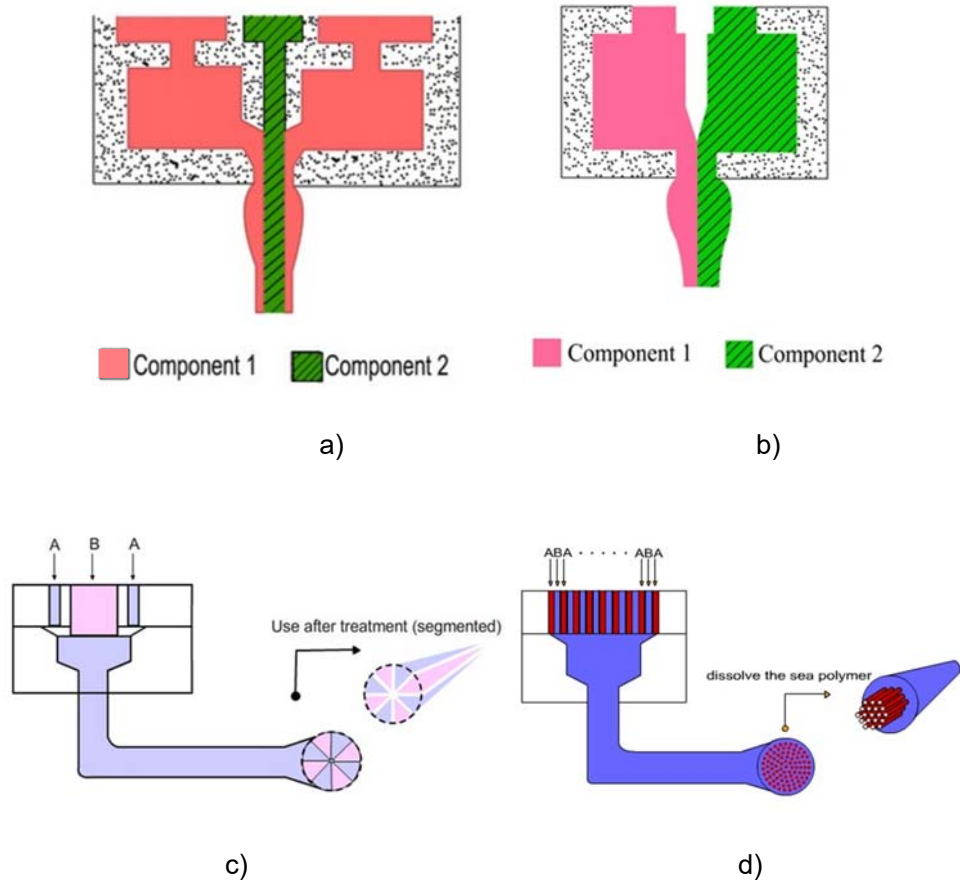 Component 1 Component 2
Component 1 Component 2
a) b)
A B A
Use after treatment (segmented)
ABA · · · · · ABA
dissolve the sea polymer
c) d)